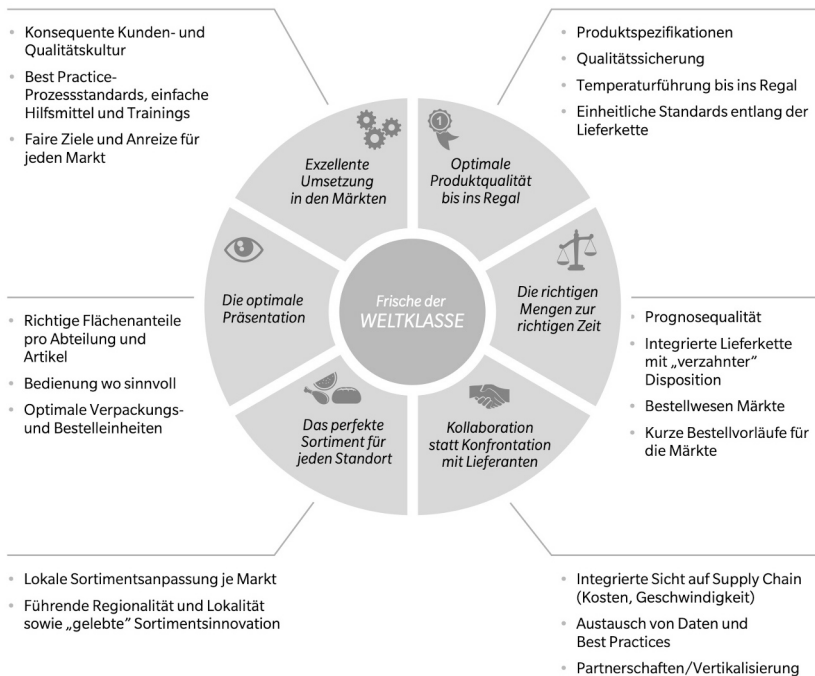 Konsequente Kunden- und
Qualitätskultur
Best Practice-
Prozessstandards, einfache
Hilfsmittel und Trainings
Faire Ziele und Anreize für
jeden Markt
Produktspezifikationen
Qualitätssicherung
Temperaturführung bis ins Regal
Einheitliche Standards entlang der
Lieferkette
Exzellente
Umsetzung
in den Märkten
1
Optimale
Produktqualität
bis ins Regal
Die optimale
Präsentation
Frische der
WELTKLASSE
Die richtigen
Mengen zur
richtigen Zeit
Das perfekte
Sortiment für
jeden Standort
Kollaboration
statt Konfrontation
mit Lieferanten
Richtige Flächenanteile
pro Abteilung und
Artikel
Bedienung wo sinnvoll
Optimale Verpackungs-
und Bestelleinheiten
Prognosequalität
Integrierte Lieferkette
mit „verzahnter”
Disposition
Bestellwesen Märkte
Kurze Bestellvorläufe für
die Märkte
Lokale Sortimentsanpassung je Markt
Führende Regionalität und Lokalität
sowie „gelebte” Sortimentsinnovation
Integrierte Sicht auf Supply Chain
(Kosten, Geschwindigkeit)
Austausch von Daten und
Best Practices
Partnerschaften/Vertikalisierung